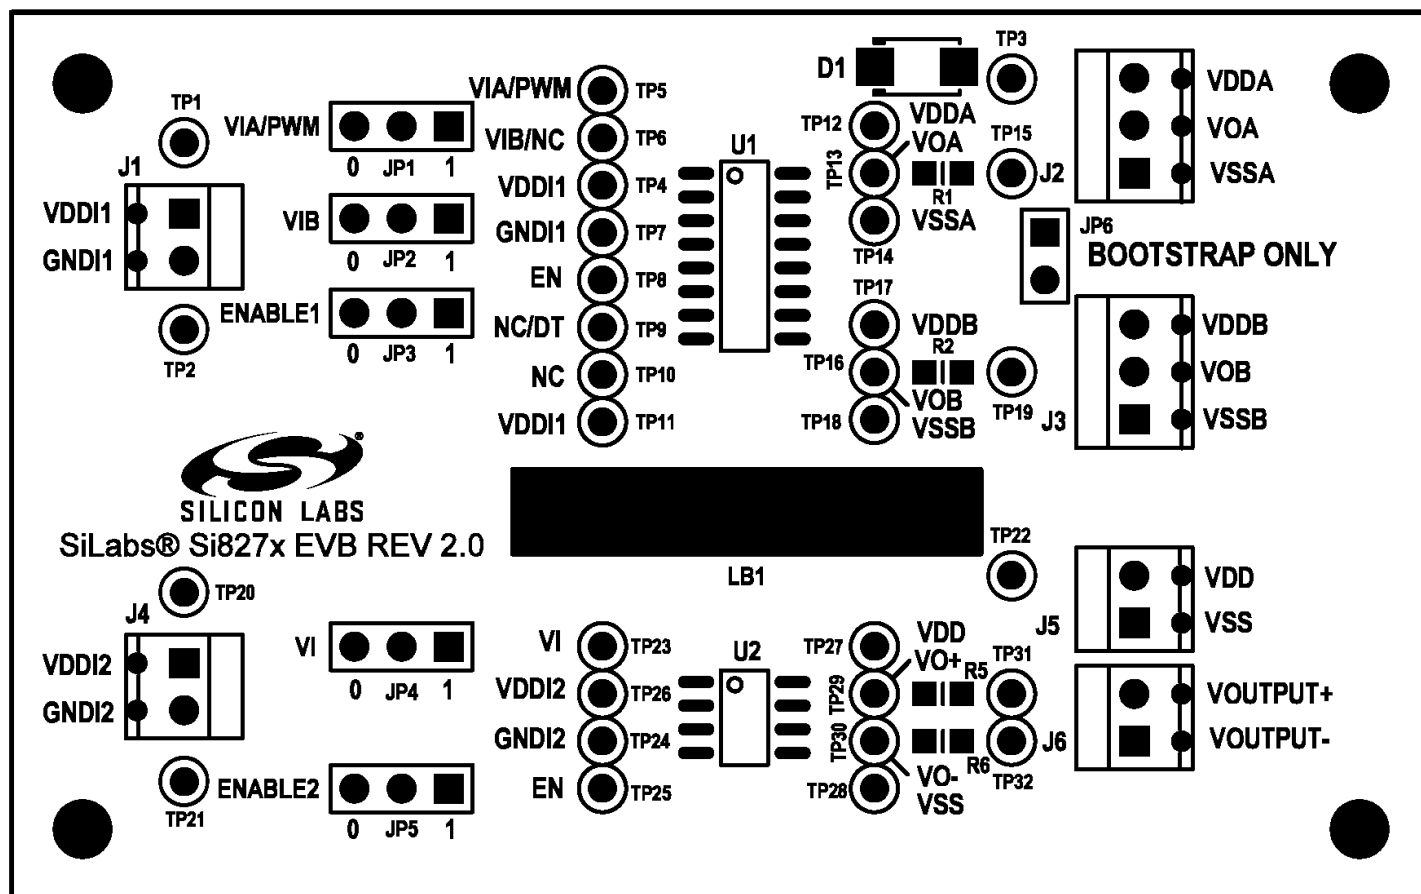 D1
TP3
VDDA
VOA
VSSA
J2
TP1
VIA/PWM
0 JP1 1
VIA/PWM TP5
VIB/NC TP6
VDDI1 TP4
GNDI1 TP7
EN TP8
NC/DT TP9
NC TP10
VDDI1 TP11
U1
TP12 VDDA
TP13 VOA
R1
TP15
VSSA
TP14
J1
VDDI1
GNDI1
TP2
VIB
0 JP2 1
ENABLE1
0 JP3 1
JP6
BOOTSTRAP ONLY
TP17
VDDB
R2
TP16
VOB
TP18 VSSB
TP19
J3
VDDB
VOB
VSSB
®
SILICON LABS
SiLabs® Si827x EVB REV 2.0
LB1
TP20
J4
VDDI2
GNDI2
TP21
VI
0 JP4 1
ENABLE2
0 JP5 1
VI TP23
VDDI2 TP26
GNDI2 TP24
EN TP25
U2
TP22
TP27 VDD
VO+
TP29
R5
TP31
TP30
R6
TP32
VO-
TP28 VSS
J5
VDD
VSS
J6
VOUTPUT+
VOUTPUT-